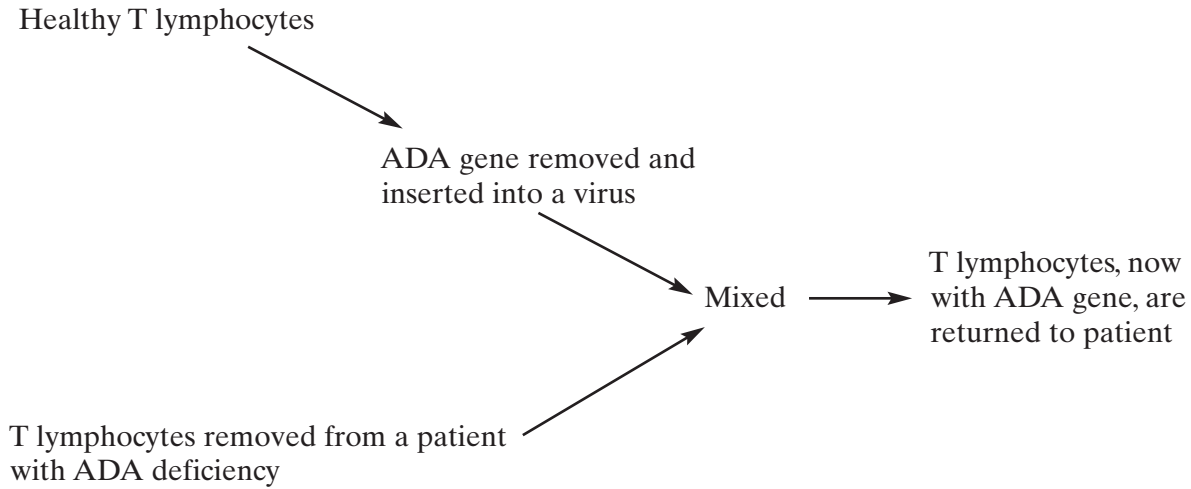 Healthy T lymphocytes
ADA gene removed and
inserted into a virus
Mixed
T lymphocytes, now
with ADA gene, are
returned to patient
T lymphocytes removed from a patient
with ADA deficiency